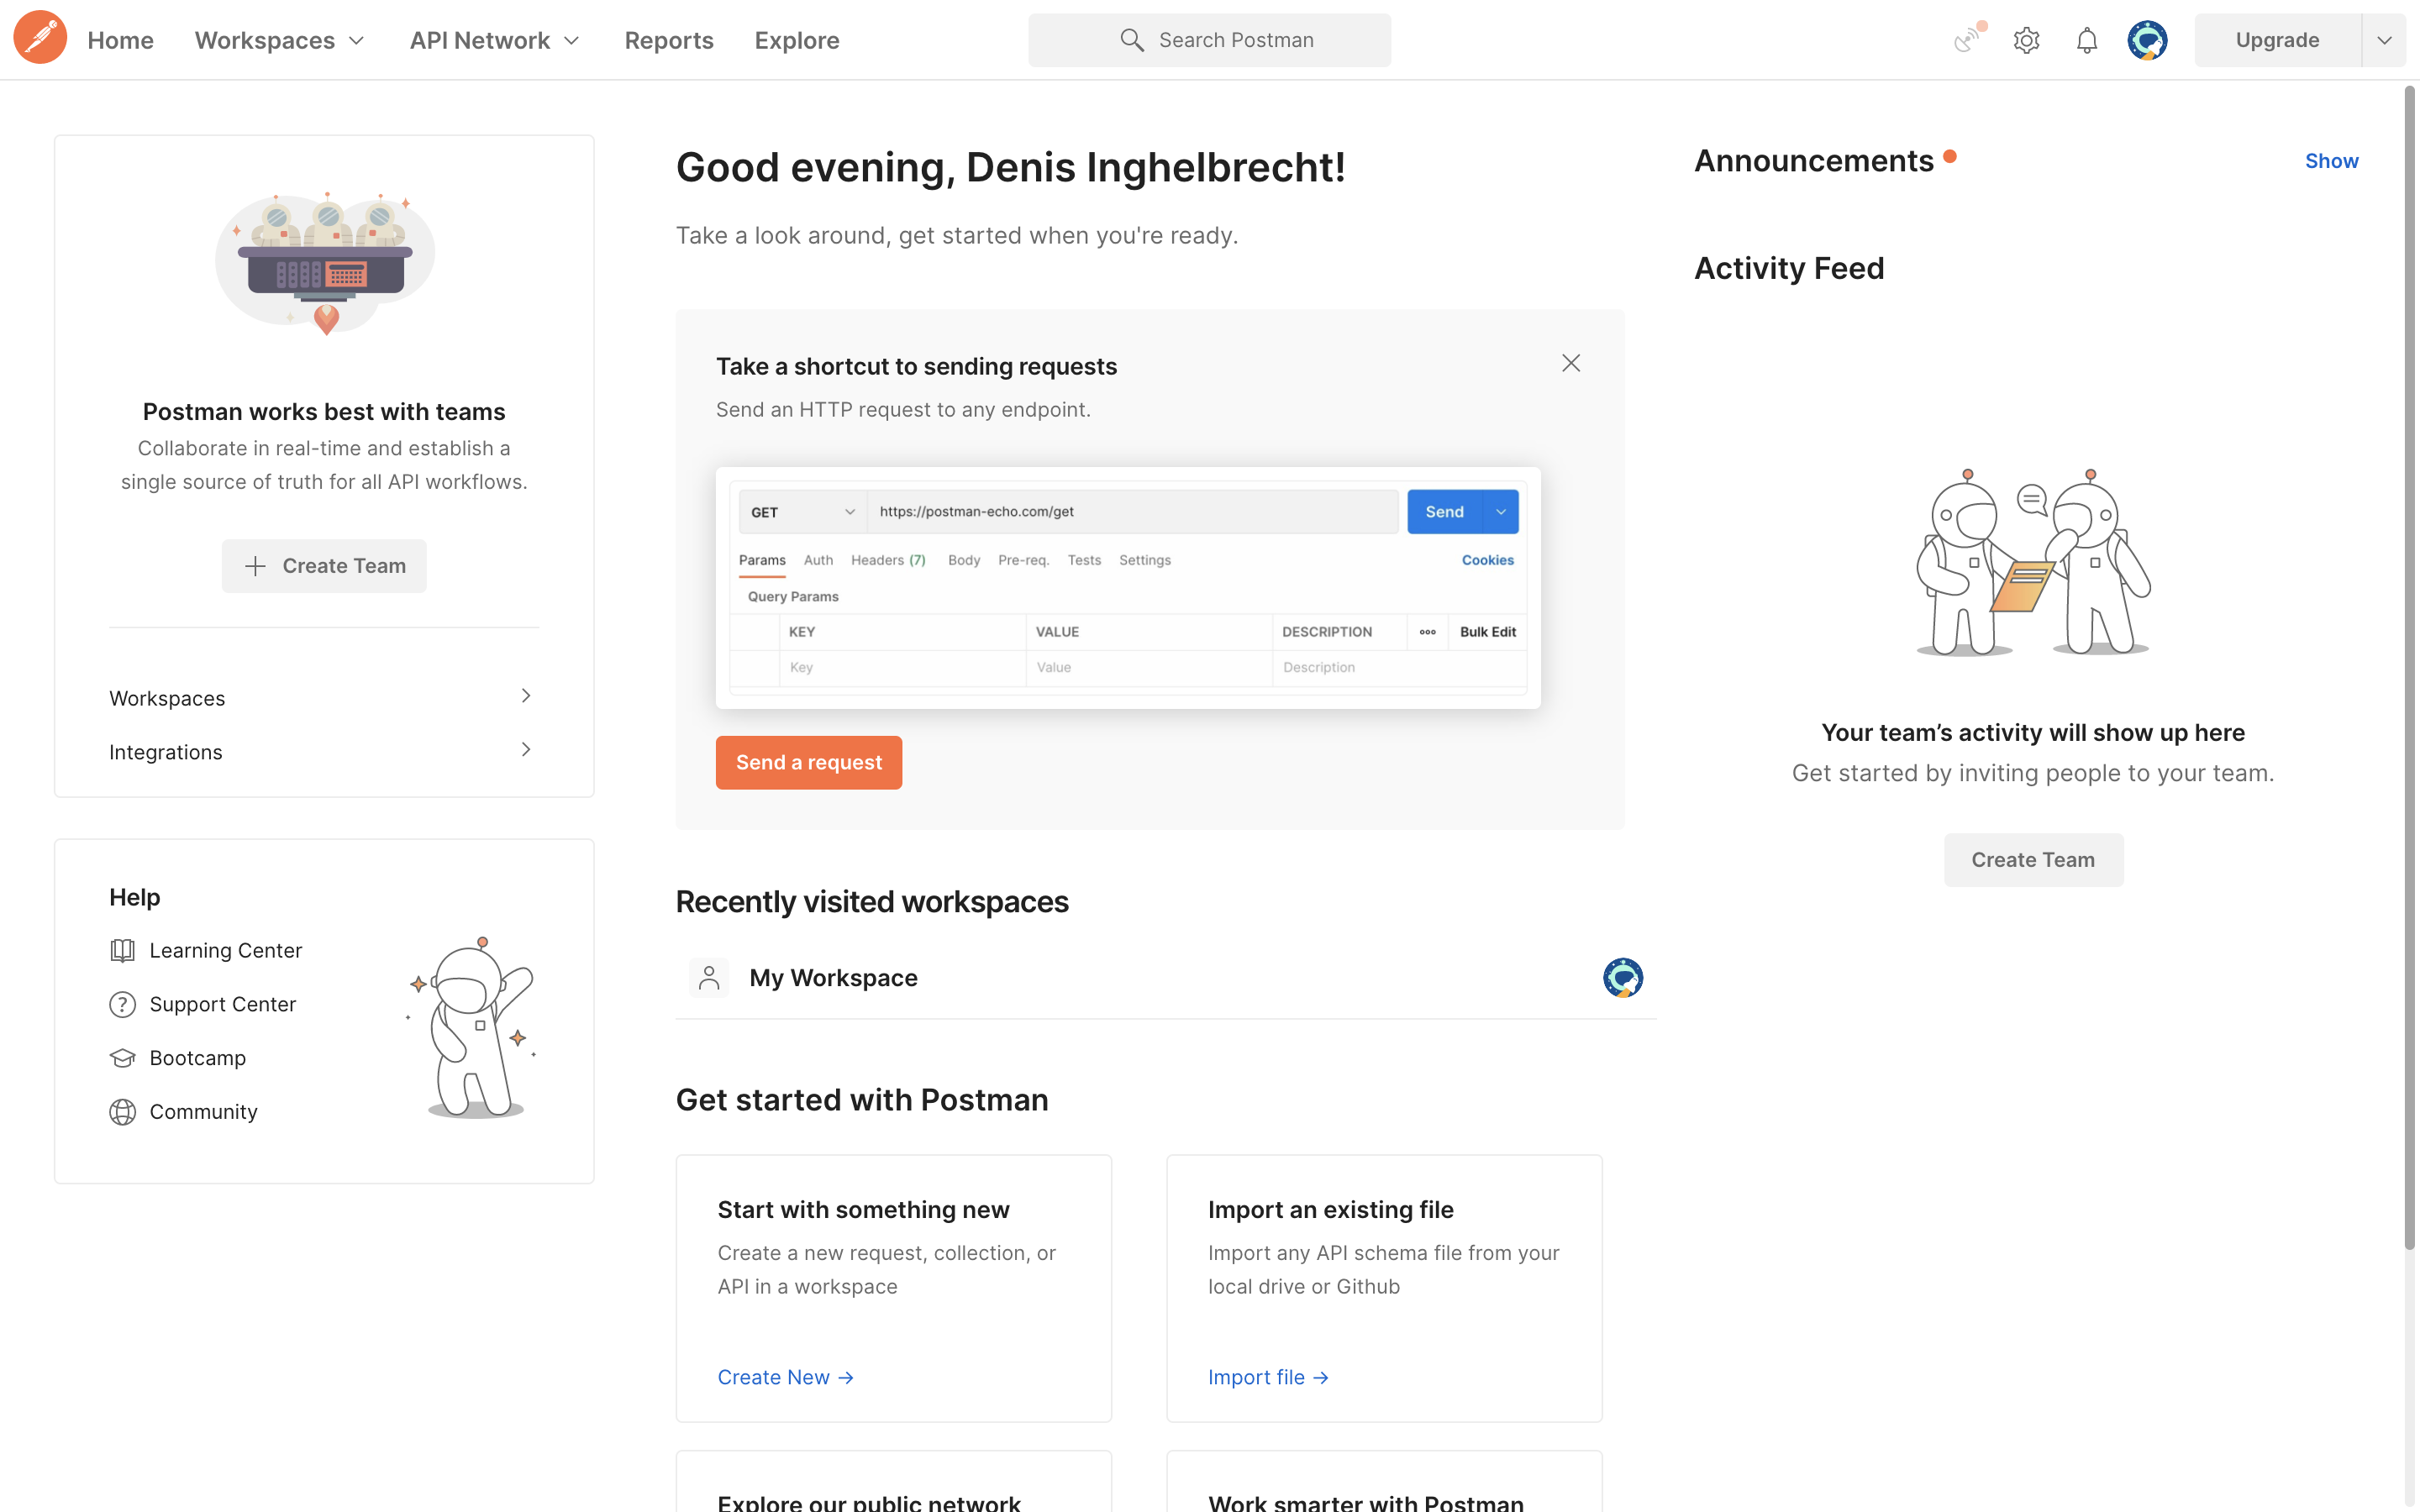 Home
Workspaces
API Network
Reports
Explore
Search Postman
Upgrade
Postman works best with teams
Collaborate in real-time and establish a
single source of truth for all API workflows.
Create Team
Workspaces
Integrations
Help
Learning Center
Support Center
Bootcamp
Community
Good evening, Denis Inghelbrecht!
Take a look around, get started when you're ready.
Take a shortcut to sending requests
Send an HTTP request to any endpoint.
GET
https://postman-echo.com/get
Send
Params
Auth
Headers (7)
Body
Pre-req.
Tests
Settings
Cookies
Query Params
KEY
VALUE
DESCRIPTION
Bulk Edit
Key
Value
Description
Send a request
Recently visited workspaces
My Workspace
Get started with Postman
Start with something new
Create a new request, collection, or
API in a workspace
Create New →
Import an existing file
Import any API schema file from your
local drive or Github
Import file →
Explore our public network
Work smarter with Postman
Announcements
Show
Activity Feed
Your team’s activity will show up here
Get started by inviting people to your team.
Create Team